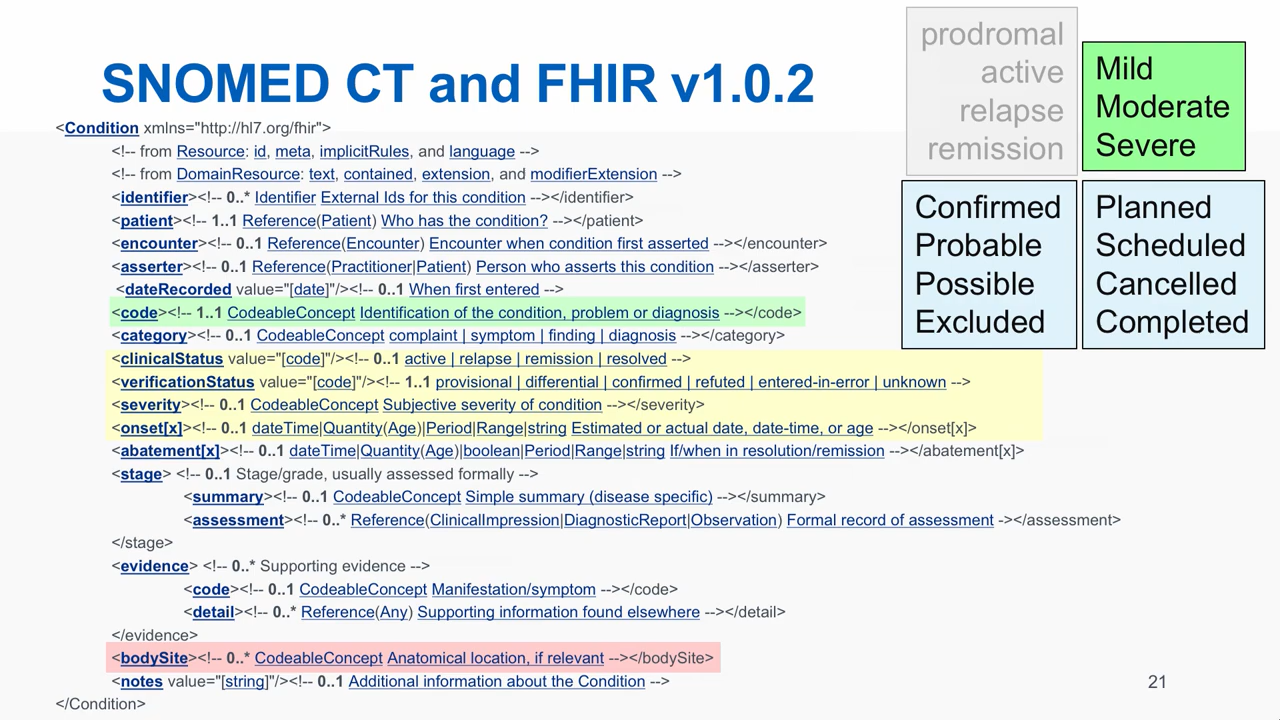 SNOMED CT and FHIR v1.0.2
prodromal
active
relapse
remission
Mild
Moderate
Severe
Confirmed
Probable
Possible
Excluded
Planned
Scheduled
Cancelled
Completed
<Condition xmlns="http://hl7.org/fhir">
<!-- from Resource: id, meta, implicitRules, and language -->
<!-- from DomainResource: text, contained, extension, and modifierExtension -->
<identifier><!-- 0..* Identifier External Ids for this condition --></identifier>
<patient><!-- 1..1 Reference(Patient) Who has the condition? --></patient>
<encounter><!-- 0..1 Reference(Encounter) Encounter when condition first asserted --></encounter>
<asserter><!-- 0..1 Reference(Practitioner|Patient) Person who asserts this condition --></asserter>
<dateRecorded value="[date]"/><!-- 0..1 When first entered -->
<code><!-- 1..1 CodeableConcept Identification of the condition, problem or diagnosis --></code>
<category><!-- 0..1 CodeableConcept complaint | symptom | finding | diagnosis --></category>
<clinicalStatus value="[code]"/><!-- 0..1 active | relapse | remission | resolved -->
<verificationStatus value="[code]"/><!-- 1..1 provisional | differential | confirmed | refuted | entered-in-error | unknown -->
<severity><!-- 0..1 CodeableConcept Subjective severity of condition --></severity>
<onset[x]><!-- 0..1 dateTime|Quantity(Age)|Period|Range|string Estimated or actual date, date-time, or age --></onset[x]>
<abatement[x]><!-- 0..1 dateTime|Quantity(Age)|boolean|Period|Range|string If/when in resolution/remission --></abatement[x]>
<stage> <!-- 0..1 Stage/grade, usually assessed formally -->
<summary><!-- 0..1 CodeableConcept Simple summary (disease specific) --></summary>
<assessment><!-- 0..* Reference(ClinicalImpression|DiagnosticReport|Observation) Formal record of assessment -></assessment>
</stage>
<evidence> <!-- 0..* Supporting evidence -->
<code><!-- 0..1 CodeableConcept Manifestation/symptom --></code>
<detail><!-- 0..* Reference(Any) Supporting information found elsewhere --></detail>
</evidence>
<bodySite><!-- 0..* CodeableConcept Anatomical location, if relevant --></bodySite>
<notes value="[string]"/><!-- 0..1 Additional information about the Condition -->
</Condition>
21